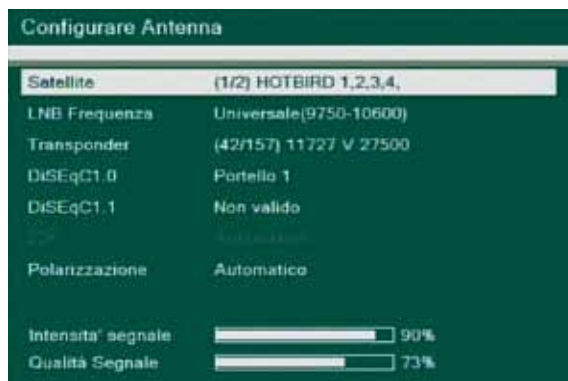 Configurare Antenna
Satellite (1/2) HOTBIRD 1,2,3,4,
LNB Frequenza Universale(9750-10600)
Transponder (42/157) 11727 V 27500
DiSEqC1.0 Portello 1
DiSEqC1.1 Non valido
Polarizzazione Automatico
Intensita' segnale 90%
Qualità Segnale 73%